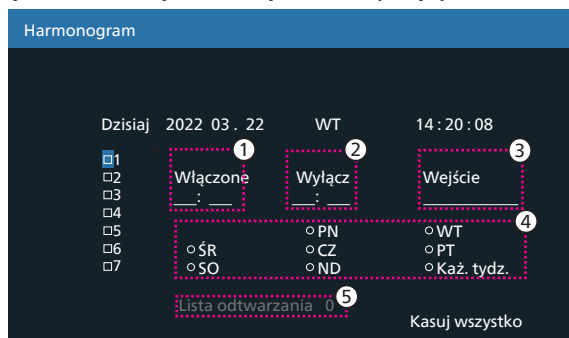 Harmonogram
Dzisiaj 2022 03 . 22 WT 14 : 20 : 08
1 2 3
□1
□2 Włączone Wyłącz Wejście
□3 __: ___ ___: ___ ____________
□4 4
□5 ○ PN ○ WT
□6 ○ ŚR ○ CZ ○ PT
□7 ○ SO ○ ND ○ Każ. tydz.
Lista odtwarzania 0 5
Kasuj wszystko